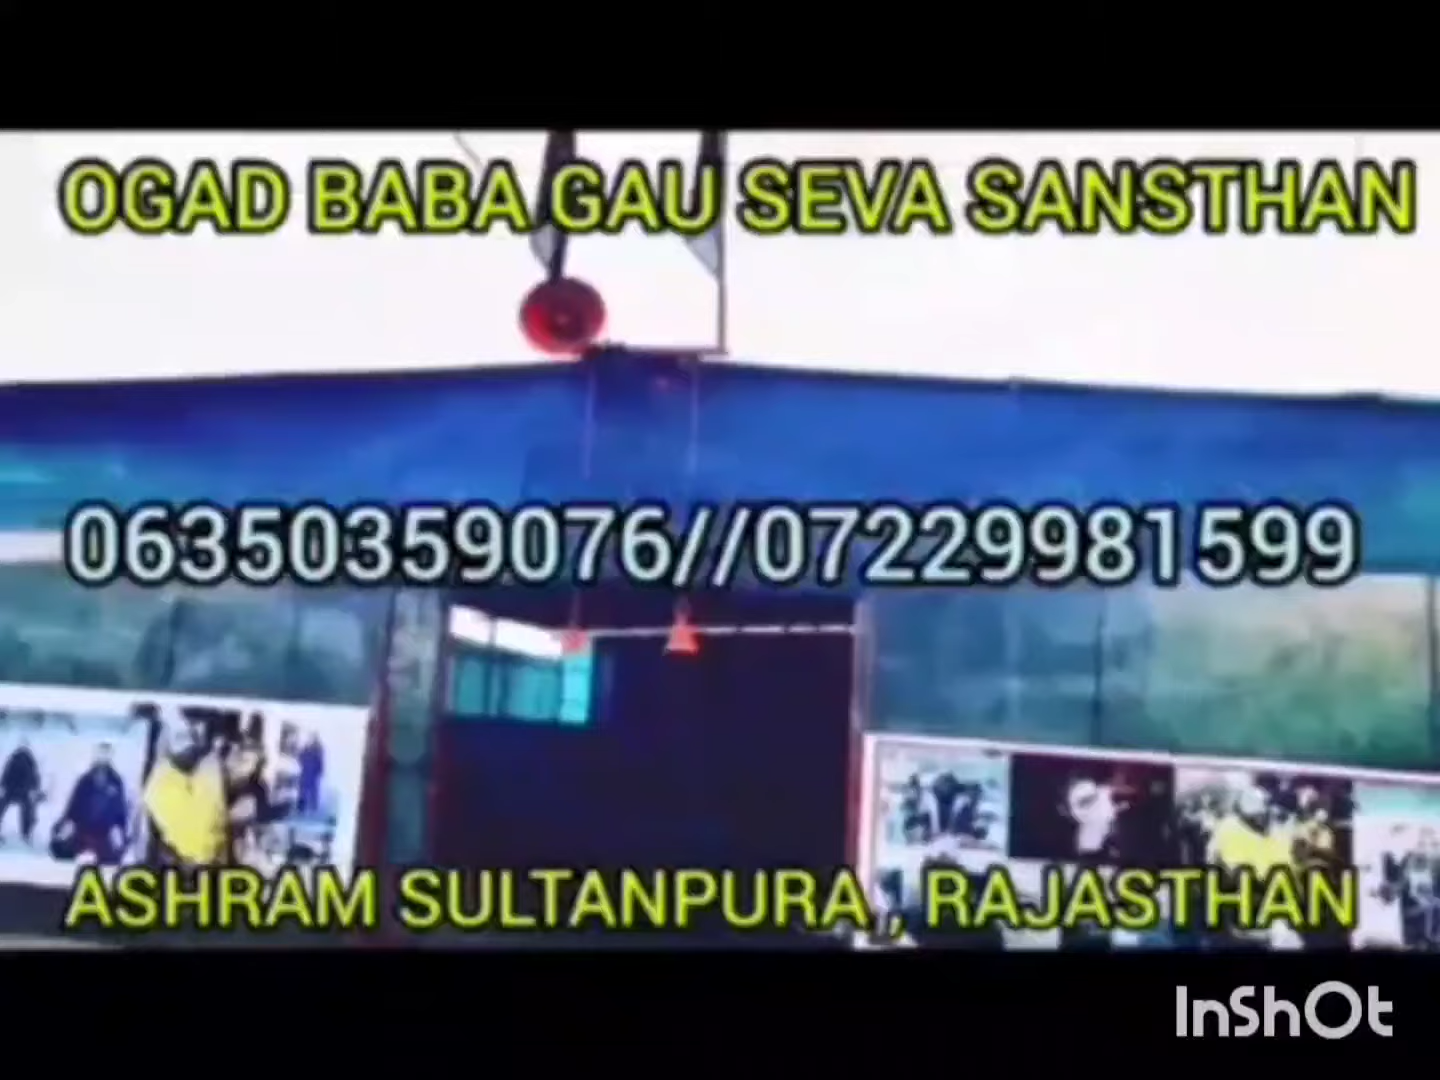 OGAD BABA GAU SEVA SANSTHAN
06350359076//07229981599
ASHRAM SULTANPURA , RAJASTHAN
InShOt